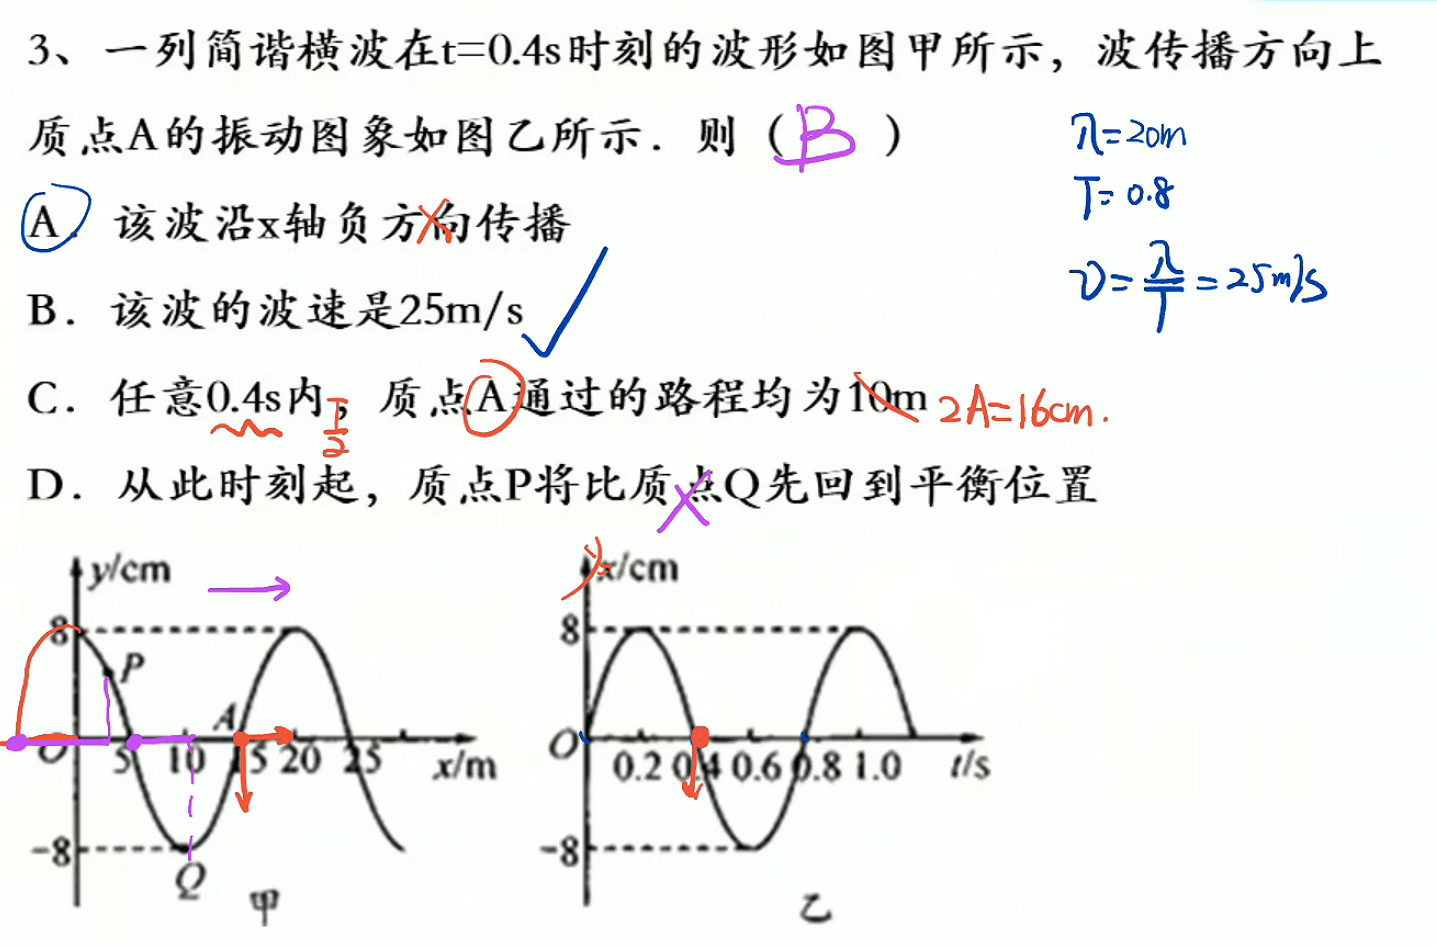 3、一列简谐横波在t=0.4s时刻的波形如图甲所示，波传播方向上
质点A的振动图象如图乙所示．则（B）
λ=20m
T=0.8
A．该波沿x轴负方向传播
v=λ/T=25m/s
B．该波的波速是25m/s
C．任意0.4s内，质点A通过的路程均为10m 2A=16cm.
T/2
D．从此时刻起，质点P将比质点Q先回到平衡位置
y/cm
8
P
A
O 5 10 15 20 25 x/m
-8
Q
甲
y x/cm
8
O 0.2 0.4 0.6 0.8 1.0 t/s
-8
乙